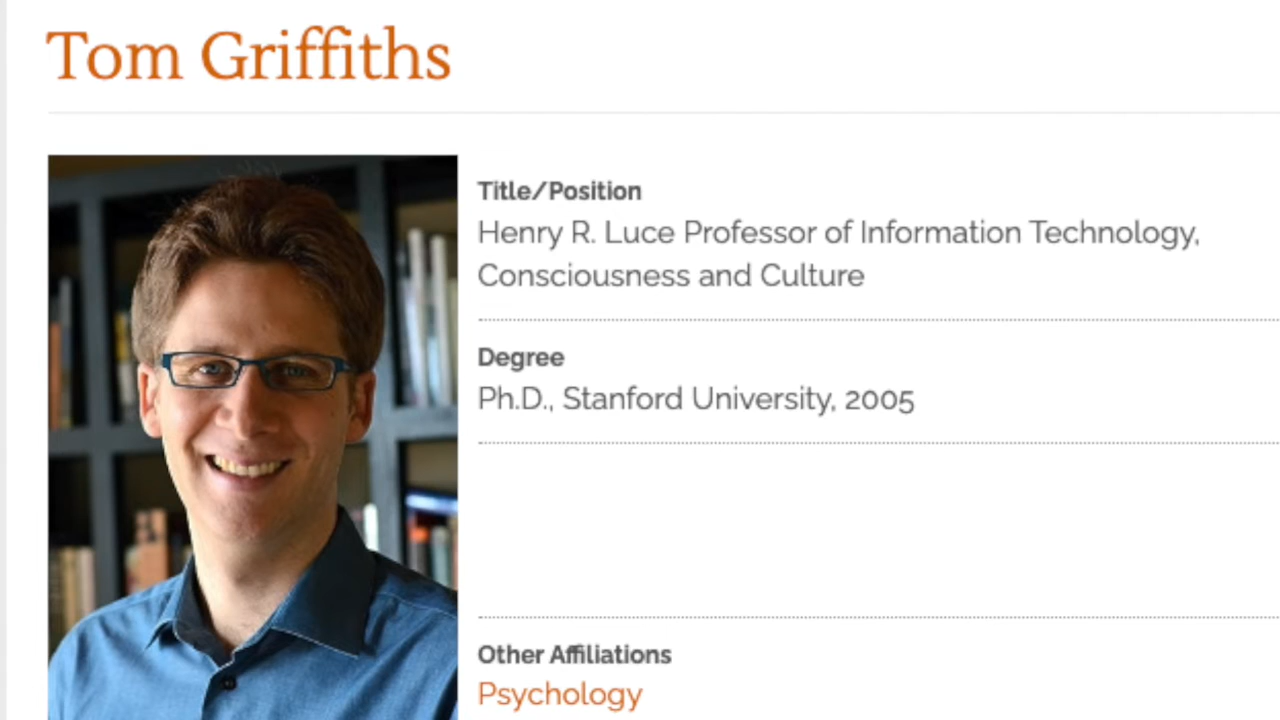 Tom Griffiths
Title/Position
Henry R. Luce Professor of Information Technology,
Consciousness and Culture
Degree
Ph.D., Stanford University, 2005
Other Affiliations
Psychology